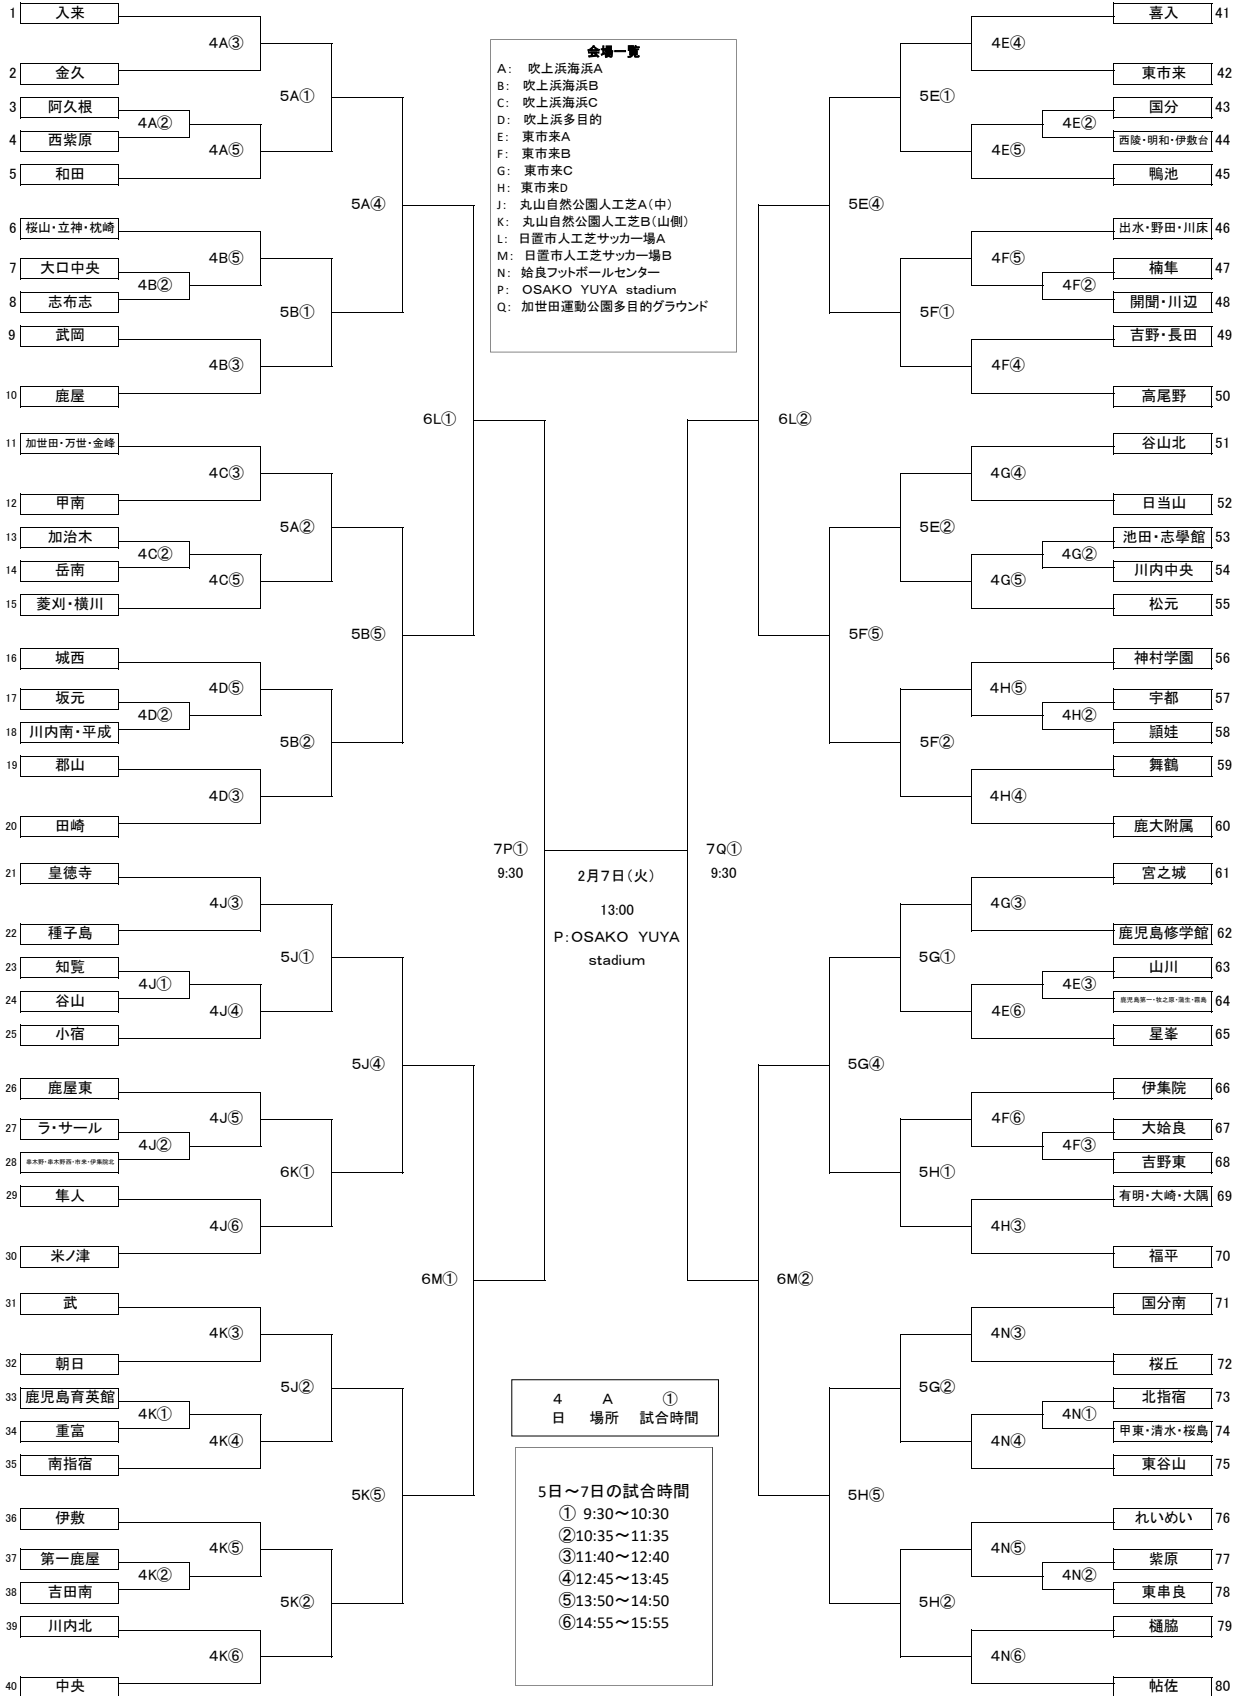 1 入来
4A③
2 金久
5A①
3 阿久根
4A②
4 西紫原
4A⑤
5 和田
5A④
6 桜山・立神・枕崎
4B⑤
7 大口中央
4B②
8 志布志
5B①
9 武岡
4B③
10 鹿屋
6L①
11 加世田・万世・金峰
4C③
12 甲南
5A②
13 加治木
4C②
14 岳南
4C⑤
15 菱刈・横川
5B⑤
16 城西
4D⑤
17 坂元
4D②
18 川内南・平成
5B②
19 郡山
4D③
20 田崎
7P①
9:30
21 皇徳寺
4J③
22 種子島
5J①
23 知覧
4J①
24 谷山
4J④
25 小宿
5J④
26 鹿屋東
4J⑤
27 ラ・サール
4J②
28 串木野・串木野西・市来・伊集院北
6K①
29 隼人
4J⑥
30 米ノ津
6M①
31 武
4K③
32 朝日
5J②
33 鹿児島育英館
4K①
34 重富
4K④
35 南指宿
5K⑤
36 伊敷
4K⑤
37 第一鹿屋
4K②
38 吉田南
5K②
39 川内北
4K⑥
40 中央
会場一覧
A: 吹上浜海浜A
B: 吹上浜海浜B
C: 吹上浜海浜C
D: 吹上浜多目的
E: 東市来A
F: 東市来B
G: 東市来C
H: 東市来D
J: 丸山自然公園人工芝A(中)
K: 丸山自然公園人工芝B(山側)
L: 日置市人工芝サッカー場A
M: 日置市人工芝サッカー場B
N: 姶良フットボールセンター
P: OSAKO YUYA stadium
Q: 加世田運動公園多目的グラウンド
2月7日(火)
13:00
P:OSAKO YUYA
stadium
4 A ①
日 場所 試合時間
5日～7日の試合時間
① 9:30～10:30
②10:35～11:35
③11:40～12:40
④12:45～13:45
⑤13:50～14:50
⑥14:55～15:55
喜入 41
4E④
東市来 42
5E①
国分 43
4E②
西陵・明和・伊敷台 44
4E⑤
鴨池 45
5E④
出水・野田・川床 46
4F⑤
楠隼 47
4F②
開聞・川辺 48
5F①
吉野・長田 49
4F④
高尾野 50
6L②
谷山北 51
4G④
日当山 52
5E②
池田・志學館 53
4G②
川内中央 54
4G⑤
松元 55
5F⑤
神村学園 56
4H⑤
宇都 57
4H②
頴娃 58
5F②
舞鶴 59
4H④
鹿大附属 60
7Q①
9:30
宮之城 61
4G③
鹿児島修学館 62
5G①
山川 63
4E③
鹿児島第一・牧之原・蒲生・霧島 64
4E⑥
星峯 65
5G④
伊集院 66
4F⑥
大姶良 67
4F③
吉野東 68
5H①
有明・大崎・大隅 69
4H③
福平 70
6M②
国分南 71
4N③
桜丘 72
5G②
北指宿 73
4N①
甲東・清水・桜島 74
4N④
東谷山 75
5H⑤
れいめい 76
4N⑤
紫原 77
4N②
東串良 78
5H②
樋脇 79
4N⑥
帖佐 80